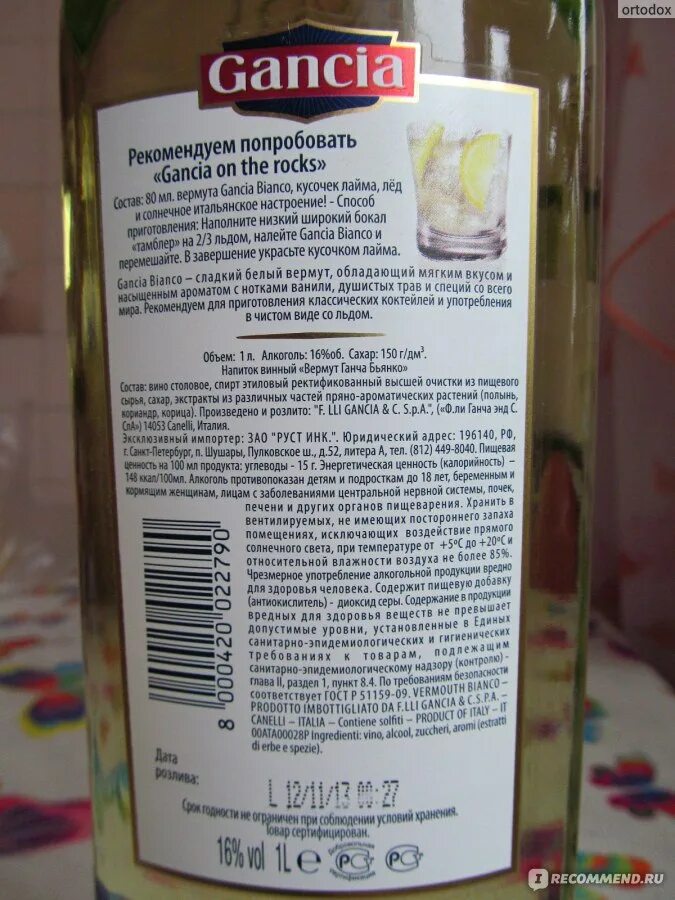 ortodox
Gancia
Рекомендуем попробовать
«Gancia on the rocks»
Состав: 80 мл. вермута Gancia Bianco, кусочек лайма, лёд
и солнечное итальянское настроение! - Способ
приготовления: Наполните низкий широкий бокал
«тамблер» на 2/3 льдом, налейте Gancia Bianco и
перемешайте. В завершение украсьте кусочком лайма.
Gancia Bianco – сладкий белый вермут, обладающий мягким вкусом и
насыщенным ароматом с нотками ванили, душистых трав и специй со всего
мира. Рекомендуем для приготовления классических коктейлей и употребления
в чистом виде со льдом.
Объем: 1 л. Алкоголь: 16%об. Сахар: 150 г/дм³.
Напиток винный «Вермут Ганча Бьянко»
Состав: вино столовое, спирт этиловый ректификованный высшей очистки из пищевого
сырья, сахар, экстракты из различных частей пряно-ароматических растений (полынь,
кориандр, корица). Произведено и розлито: "F. LLI GANCIA & C. S.p.A.", («Ф.ли Ганча энд С.
СпА») 14053 Canelli, Италия.
Эксклюзивный импортер: ЗАО "РУСТ ИНК.". Юридический адрес: 196140, РФ,
г. Санкт-Петербург, п. Шушары, Пулковское ш., д.52, литера А, тел. (812) 449-8040. Пищевая
ценность на 100 мл продукта: углеводы - 15 г. Энергетическая ценность (калорийность) –
148 ккал/100мл. Алкоголь противопоказан детям и подросткам до 18 лет, беременным и
кормящим женщинам, лицам с заболеваниями центральной нервной системы, почек,
печени и других органов пищеварения. Хранить в
вентилируемых, не имеющих постороннего запаха
помещениях, исключающих воздействие прямого
солнечного света, при температуре от +5°С до +20°С и
относительной влажности воздуха не более 85%.
Чрезмерное употребление алкогольной продукции вредно
для здоровья человека. Содержит пищевую добавку
(антиокислитель) - диоксид серы. Содержание в продукции
вредных для здоровья веществ не превышает
допустимые уровни, установленные в Единых
санитарно-эпидемиологических и гигиенических
требованиях к товарам, подлежащим
санитарно-эпидемиологическому надзору (контролю) -
глава II, раздел 1, пункт 8.4. По требованиям безопасности
соответствует ГОСТ Р 51159-09. VERMOUTH BIANCO –
PRODOTTO IMBOTTIGLIATO DA F.LLI GANCIA & C.S.P.A. –
CANELLI – ITALIA – Contiene solfiti – PRODUCT OF ITALY – IT
00ATA00028P Ingredienti: vino, alcool, zuccheri, aromi (estratti
di erbe e spezie).
8 000420 022790
Дата
розлива:
L 12/11/13 00:27
Срок годности не ограничен при соблюдении условий хранения.
Товар сертифицирован.
16% vol 1L e
Добровольная
сертификация
IRECOMMEND.RU